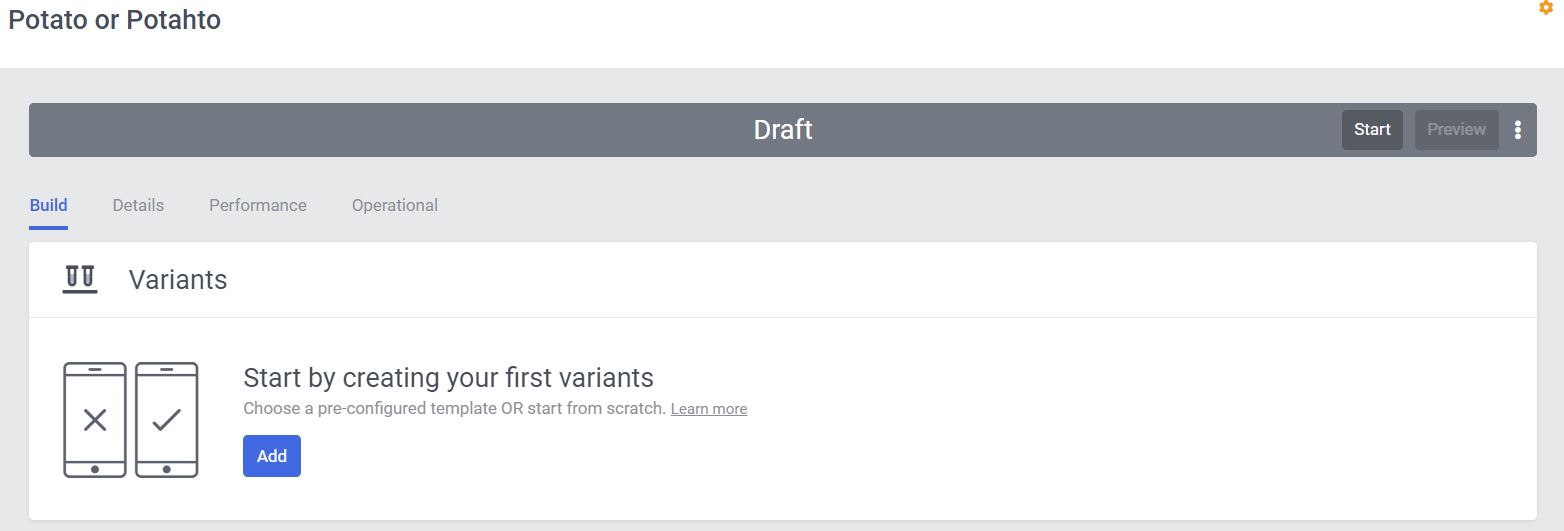 Potato or Potahto
Draft
Start
Preview
Build
Details
Performance
Operational
Variants
Start by creating your first variants
Choose a pre-configured template OR start from scratch. Learn more
Add